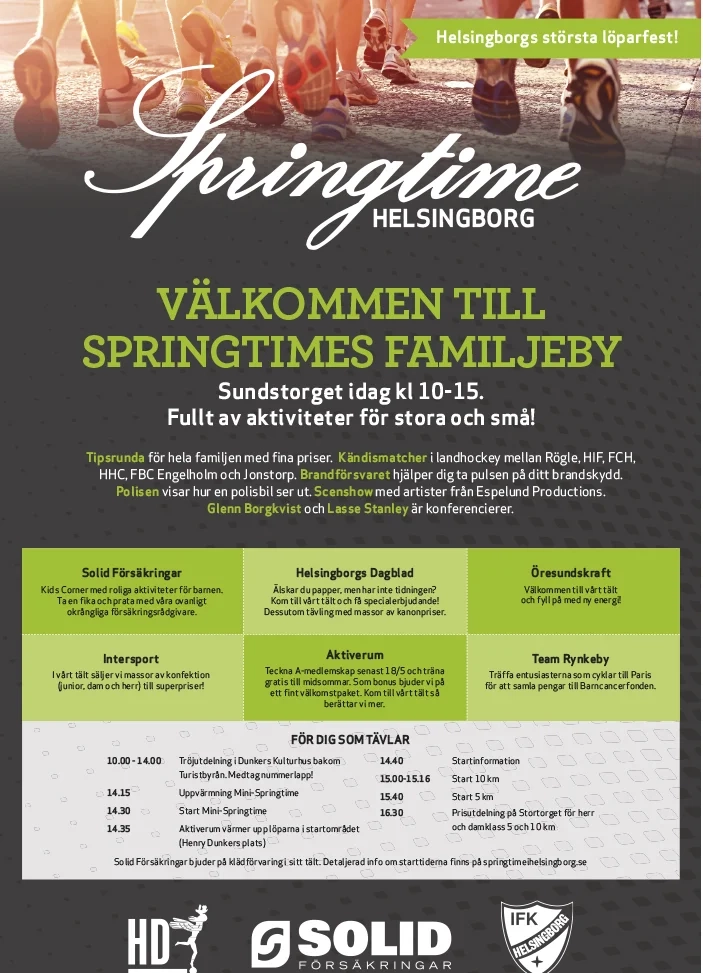 Helsingborgs största löparfest!
Springtime
HELSINGBORG
VÄLKOMMEN TILL
SPRINGTIMES FAMILJEBY
Sundstorget idag kl 10-15.
Fullt av aktiviteter för stora och små!
Tipsrunda för hela familjen med fina priser. Kändismatcher i landhockey mellan Rögle, HIF, FCH,
HHC, FBC Engelholm och Jonstorp. Brandförsvaret hjälper dig ta pulsen på ditt brandskydd.
Polisen visar hur en polisbil ser ut. Scenshow med artister från Espelund Productions.
Glenn Borgkvist och Lasse Stanley är konferencierer.
Solid Försäkringar
Kids Corner med roliga aktiviteter för barnen.
Ta en fika och prata med våra ovanligt
okrångliga försäkringsrådgivare.
Helsingborgs Dagblad
Älskar du papper, men har inte tidningen?
Kom till vårt tält och få specialerbjudande!
Dessutom tävling med massor av kanonpriser.
Öresundskraft
Välkommen till vårt tält
och fyll på med ny energi!
Intersport
I vårt tält säljer vi massor av konfektion
(junior, dam och herr) till superpriser!
Aktiverum
Teckna A-medlemskap senast 18/5 och träna
gratis till midsommar. Som bonus bjuder vi på
ett fint välkomstpaket. Kom till vårt tält så
berättar vi mer.
Team Rynkeby
Träffa entusiasterna som cyklar till Paris
för att samla pengar till Barncancerfonden.
FÖR DIG SOM TÄVLAR
10.00 - 14.00 Tröjutdelning i Dunkers Kulturhus bakom
Turistbyrån. Medtag nummerlapp!
14.15 Uppvärmning Mini-Springtime
14.30 Start Mini-Springtime
14.35 Aktiverum värmer upp löparna i startområdet
(Henry Dunkers plats)
14.40 Startinformation
15.00-15.16 Start 10 km
15.40 Start 5 km
16.30 Prisutdelning på Stortorget för herr
och damklass 5 och 10 km
Solid Försäkringar bjuder på klädförvaring i sitt tält. Detaljerad info om starttiderna finns på springtimeihelsingborg.se
HD
SOLID
FÖRSÄKRINGAR
IFK
HELSINGBORG